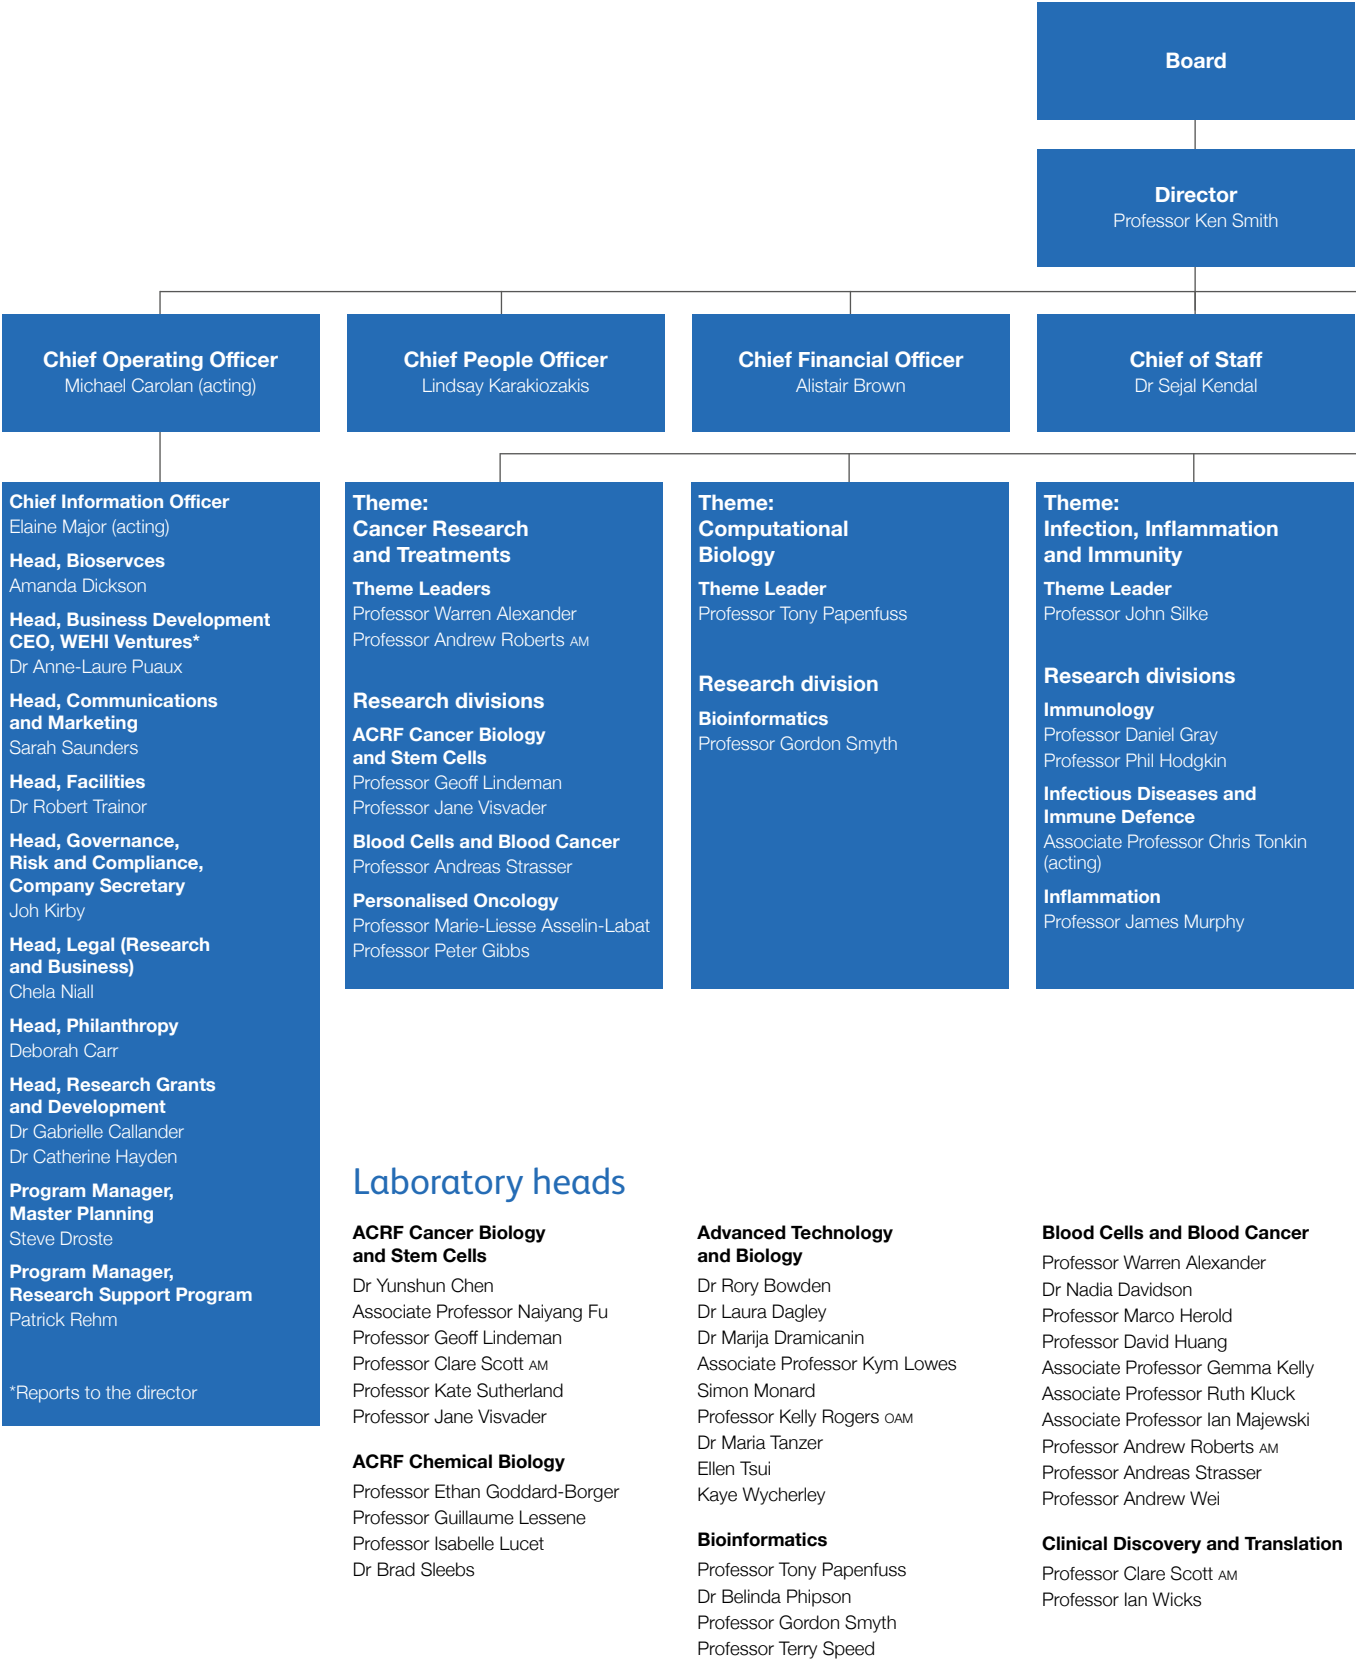 Board
Director
Professor Ken Smith
Chief Operating Officer
Michael Carolan (acting)
Chief People Officer
Lindsay Karakiozakis
Chief Financial Officer
Alistair Brown
Chief of Staff
Dr Sejal Kendal
Chief Information Officer
Elaine Major (acting)
Head, Bioservces
Amanda Dickson
Head, Business Development
CEO, WEHI Ventures*
Dr Anne-Laure Puaux
Head, Communications
and Marketing
Sarah Saunders
Head, Facilities
Dr Robert Trainor
Head, Governance,
Risk and Compliance,
Company Secretary
Joh Kirby
Head, Legal (Research
and Business)
Chela Niall
Head, Philanthropy
Deborah Carr
Head, Research Grants
and Development
Dr Gabrielle Callander
Dr Catherine Hayden
Program Manager,
Master Planning
Steve Droste
Program Manager,
Research Support Program
Patrick Rehm
*Reports to the director
Theme:
Cancer Research
and Treatments
Theme Leaders
Professor Warren Alexander
Professor Andrew Roberts AM
Research divisions
ACRF Cancer Biology
and Stem Cells
Professor Geoff Lindeman
Professor Jane Visvader
Blood Cells and Blood Cancer
Professor Andreas Strasser
Personalised Oncology
Professor Marie-Liesse Asselin-Labat
Professor Peter Gibbs
Theme:
Computational
Biology
Theme Leader
Professor Tony Papenfuss
Research division
Bioinformatics
Professor Gordon Smyth
Theme:
Infection, Inflammation
and Immunity
Theme Leader
Professor John Silke
Research divisions
Immunology
Professor Daniel Gray
Professor Phil Hodgkin
Infectious Diseases and
Immune Defence
Associate Professor Chris Tonkin
(acting)
Inflammation
Professor James Murphy
Laboratory heads
ACRF Cancer Biology
and Stem Cells
Dr Yunshun Chen
Associate Professor Naiyang Fu
Professor Geoff Lindeman
Professor Clare Scott AM
Professor Kate Sutherland
Professor Jane Visvader
ACRF Chemical Biology
Professor Ethan Goddard-Borger
Professor Guillaume Lessene
Professor Isabelle Lucet
Dr Brad Sleebs
Advanced Technology
and Biology
Dr Rory Bowden
Dr Laura Dagley
Dr Marija Dramicanin
Associate Professor Kym Lowes
Simon Monard
Professor Kelly Rogers OAM
Dr Maria Tanzer
Ellen Tsui
Kaye Wycherley
Bioinformatics
Professor Tony Papenfuss
Dr Belinda Phipson
Professor Gordon Smyth
Professor Terry Speed
Blood Cells and Blood Cancer
Professor Warren Alexander
Dr Nadia Davidson
Professor Marco Herold
Professor David Huang
Associate Professor Gemma Kelly
Associate Professor Ruth Kluck
Associate Professor Ian Majewski
Professor Andrew Roberts AM
Professor Andreas Strasser
Professor Andrew Wei
Clinical Discovery and Translation
Professor Clare Scott AM
Professor Ian Wicks